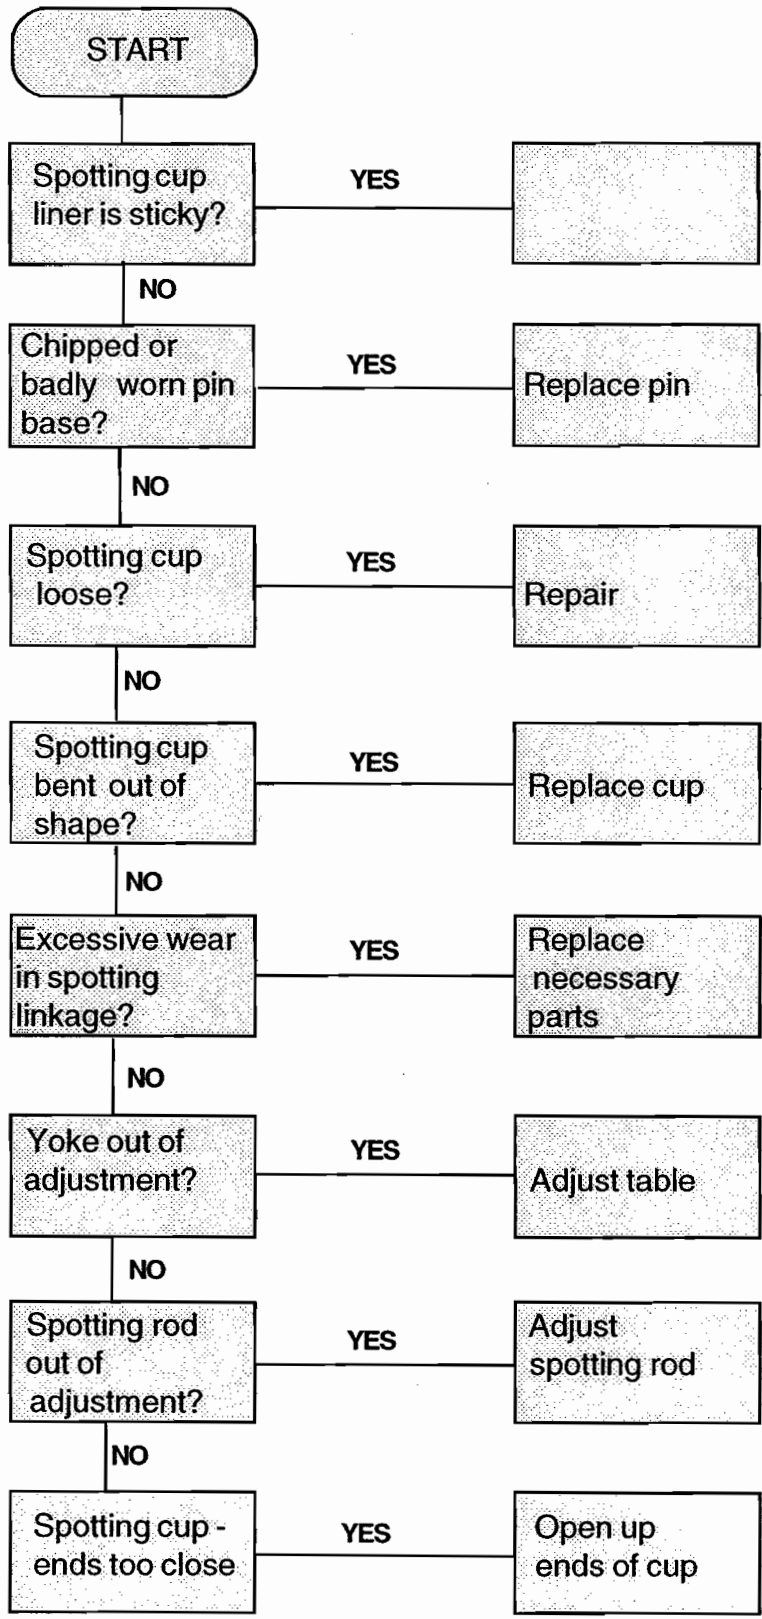 START
Spotting cup
liner is sticky?
YES
NO
Chipped or
badly worn pin
base?
YES
Replace pin
NO
Spotting cup
loose?
YES
Repair
NO
Spotting cup
bent out of
shape?
YES
Replace cup
NO
Excessive wear
in spotting
linkage?
YES
Replace
necessary
parts
NO
Yoke out of
adjustment?
YES
Adjust table
NO
Spotting rod
out of
adjustment?
YES
Adjust
spotting rod
NO
Spotting cup -
ends too close
YES
Open up
ends of cup